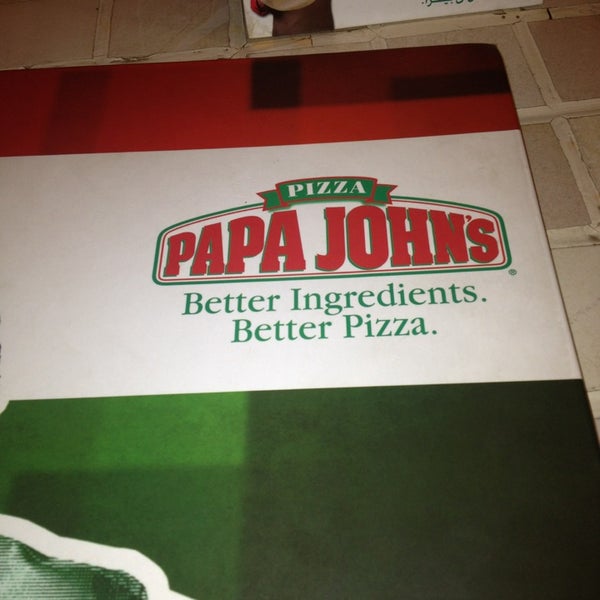 PIZZA
PAPA JOHN'S
®
Better Ingredients.
Better Pizza.